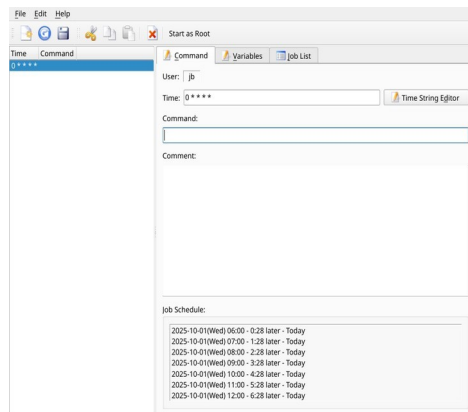 File Edit Help
Start as Root
Time Command
0 * * * *
Command Variables Job List
User: jb
Time: 0 * * * * Time String Editor
Command:
Comment:
Job Schedule:
2025-10-01(Wed) 06:00 - 0:28 later - Today
2025-10-01(Wed) 07:00 - 1:28 later - Today
2025-10-01(Wed) 08:00 - 2:28 later - Today
2025-10-01(Wed) 09:00 - 3:28 later - Today
2025-10-01(Wed) 10:00 - 4:28 later - Today
2025-10-01(Wed) 11:00 - 5:28 later - Today
2025-10-01(Wed) 12:00 - 6:28 later - Today